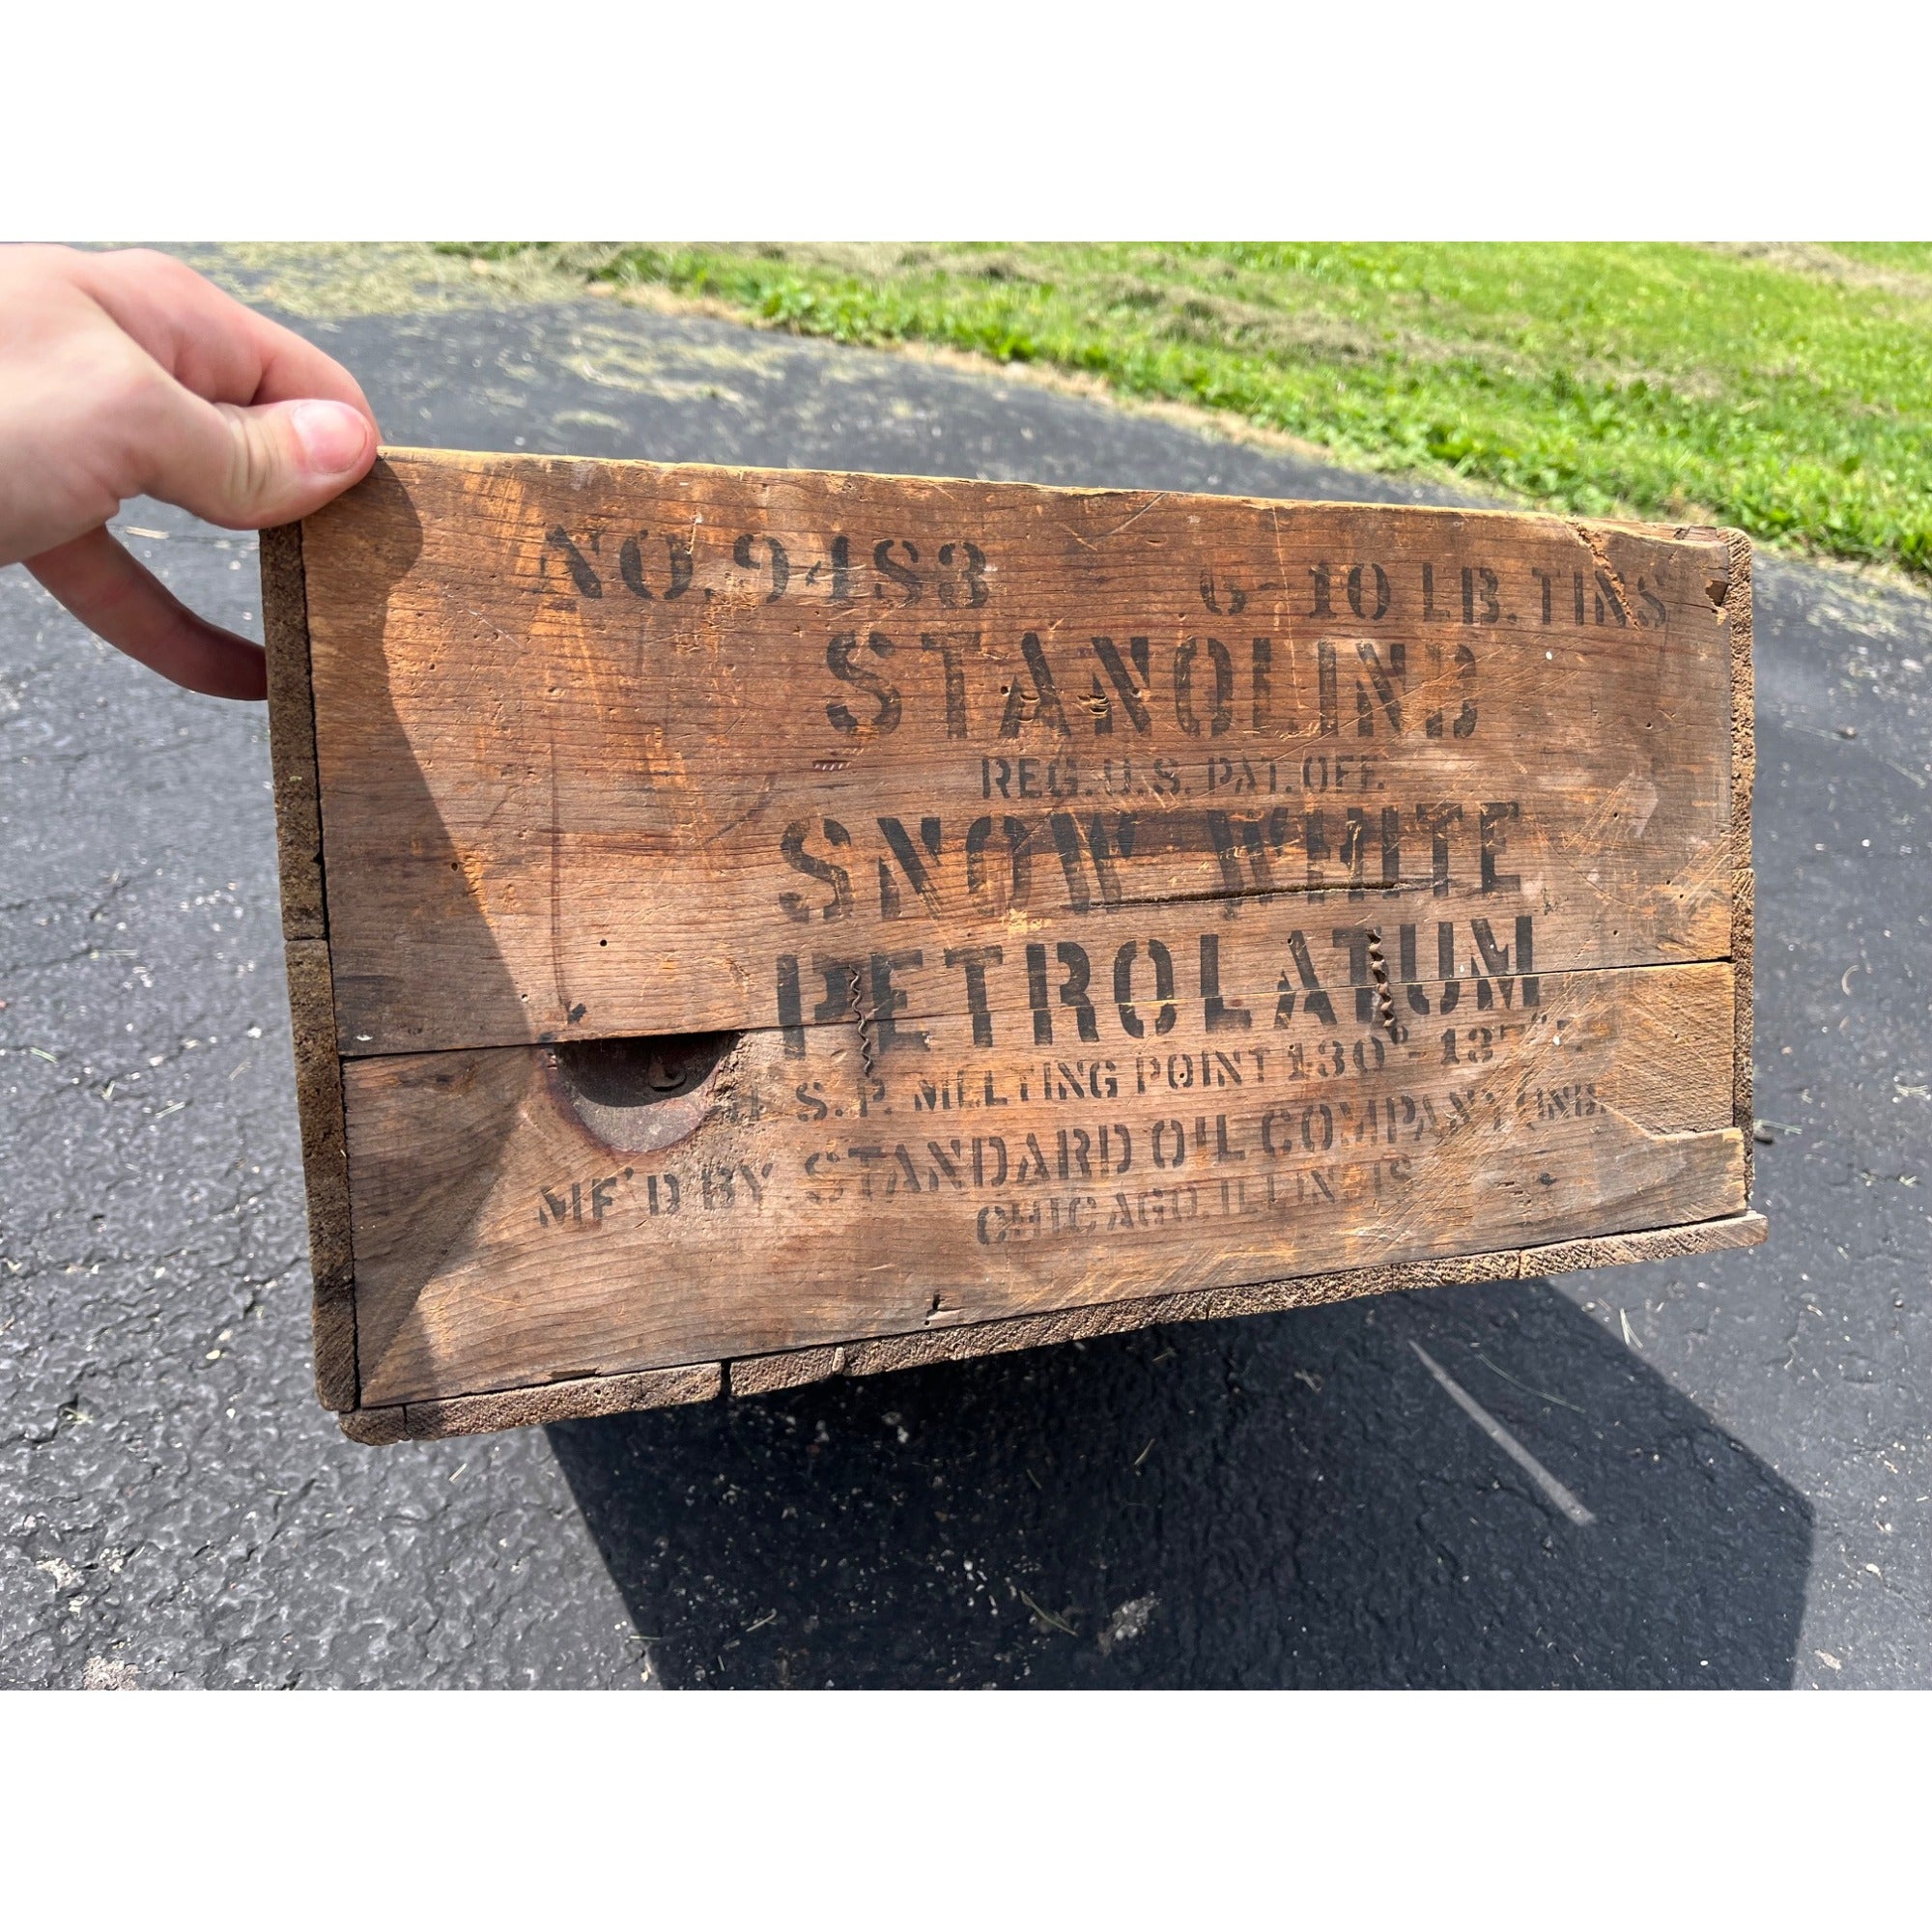 NO. 9483 6-10 LB. TINS
STANOLIND
REG. U.S. PAT. OFF.
SNOW WHITE
PETROLATUM
S. P. MELTING POINT 130°-
MF'D BY STANDARD OIL COMPANY (IND.
CHICAGO, ILLINOIS